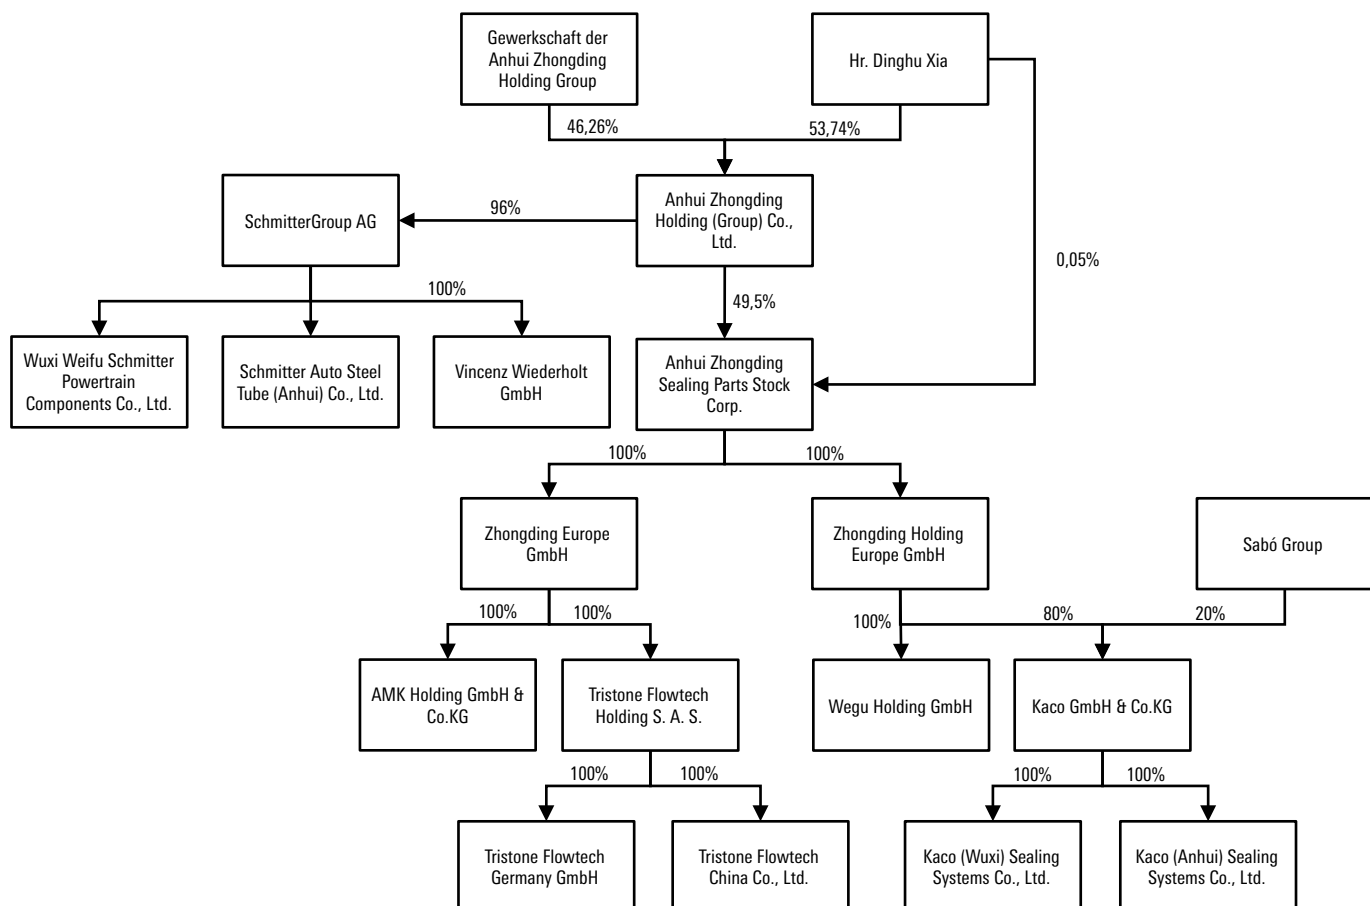 Gewerkschaft der
Anhui Zhongding
Holding Group
Hr. Dinghu Xia
46,26%
53,74%
SchmitterGroup AG
96%
Anhui Zhongding
Holding (Group) Co.,
Ltd.
0,05%
100%
49,5%
Wuxi Weifu Schmitter
Powertrain
Components Co., Ltd.
Schmitter Auto Steel
Tube (Anhui) Co., Ltd.
Vincenz Wiederholt
GmbH
Anhui Zhongding
Sealing Parts Stock
Corp.
100%
100%
Zhongding Europe
GmbH
Zhongding Holding
Europe GmbH
Sabó Group
100%
100%
100%
80%
20%
AMK Holding GmbH &
Co.KG
Tristone Flowtech
Holding S. A. S.
Wegu Holding GmbH
Kaco GmbH & Co.KG
100%
100%
100%
100%
Tristone Flowtech
Germany GmbH
Tristone Flowtech
China Co., Ltd.
Kaco (Wuxi) Sealing
Systems Co., Ltd.
Kaco (Anhui) Sealing
Systems Co., Ltd.